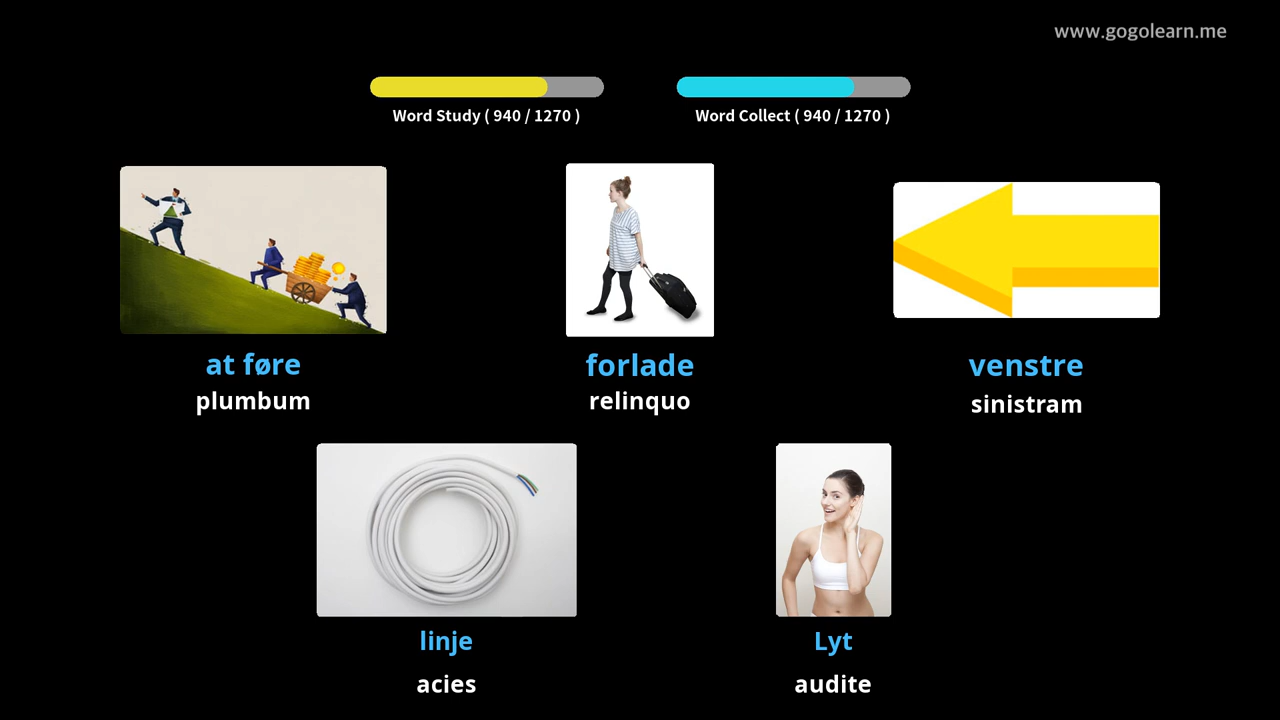 www.gogolearn.me
Word Study ( 940 / 1270 )
Word Collect ( 940 / 1270 )
at føre
plumbum
forlade
relinquo
venstre
sinistram
linje
acies
Lyt
audite